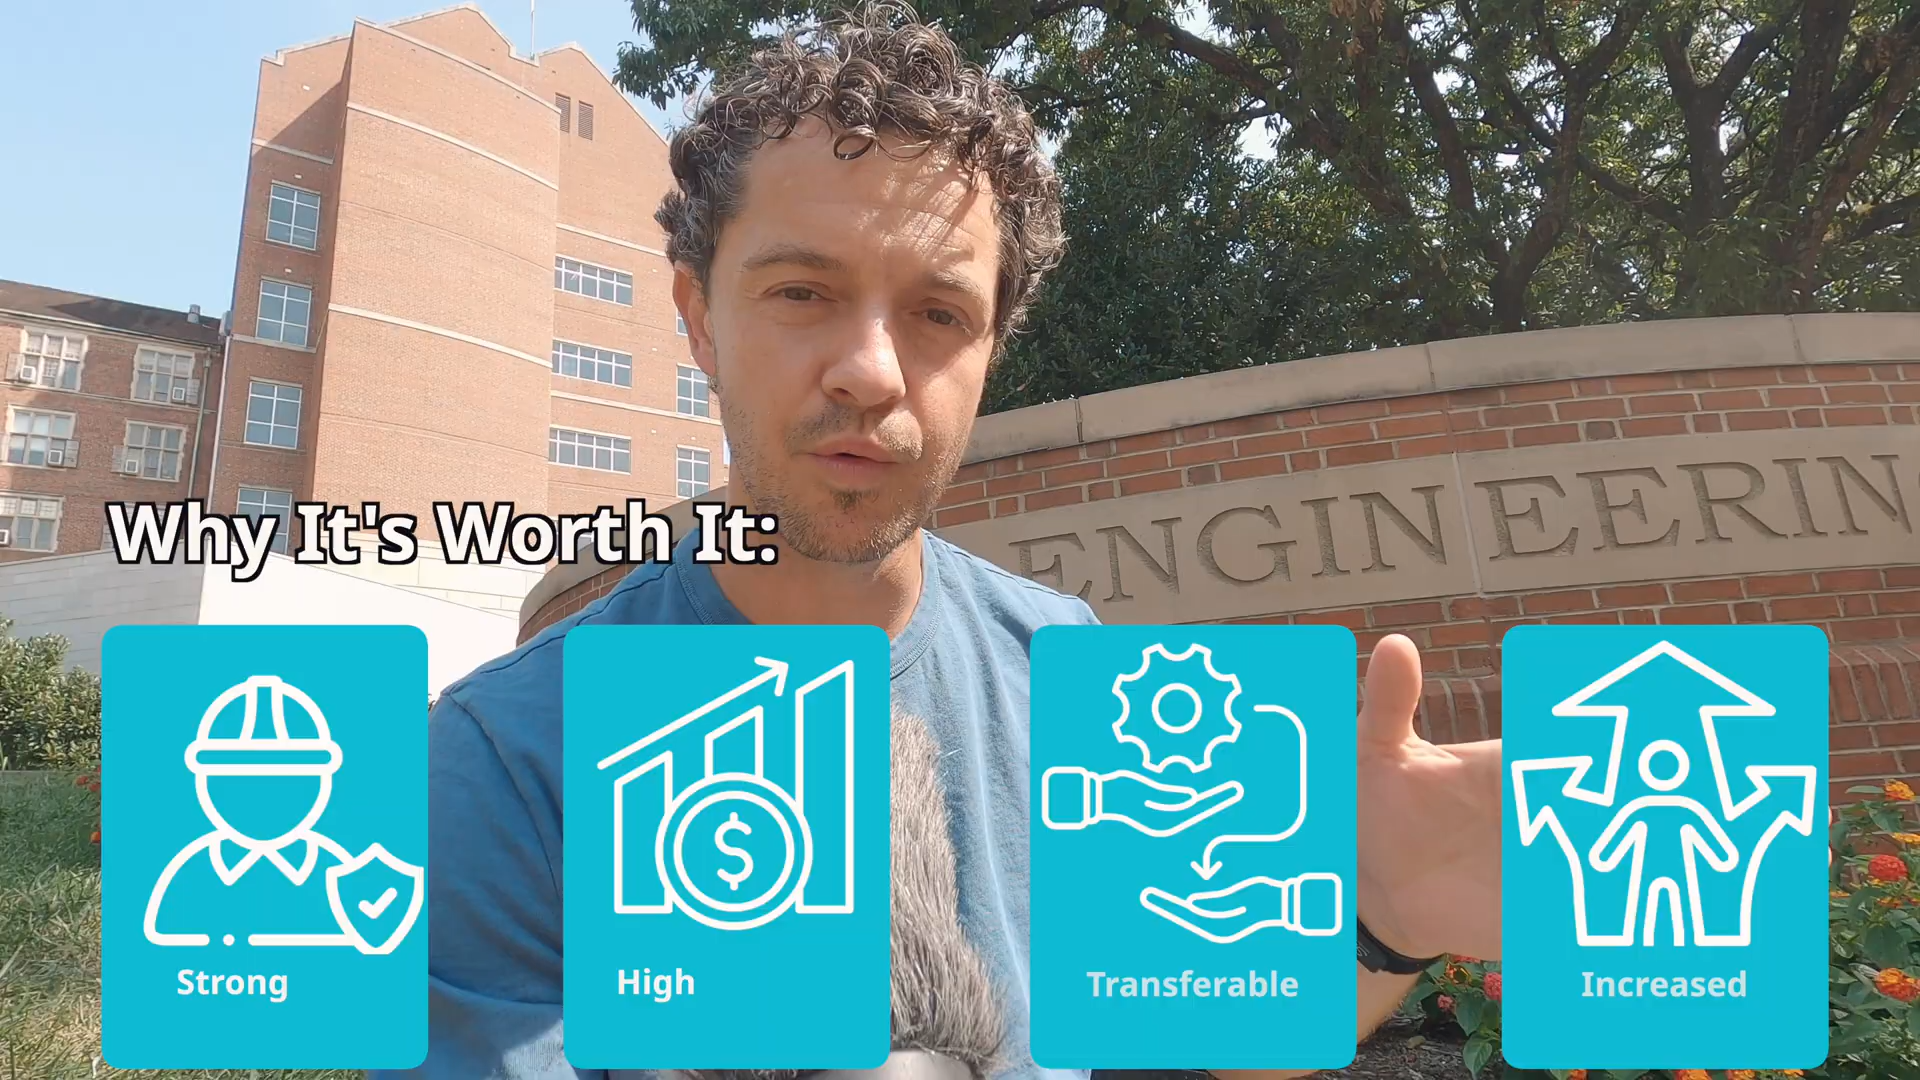 ENGINEERIN
Why It's Worth It:
$
Strong
High
Transferable
Increased